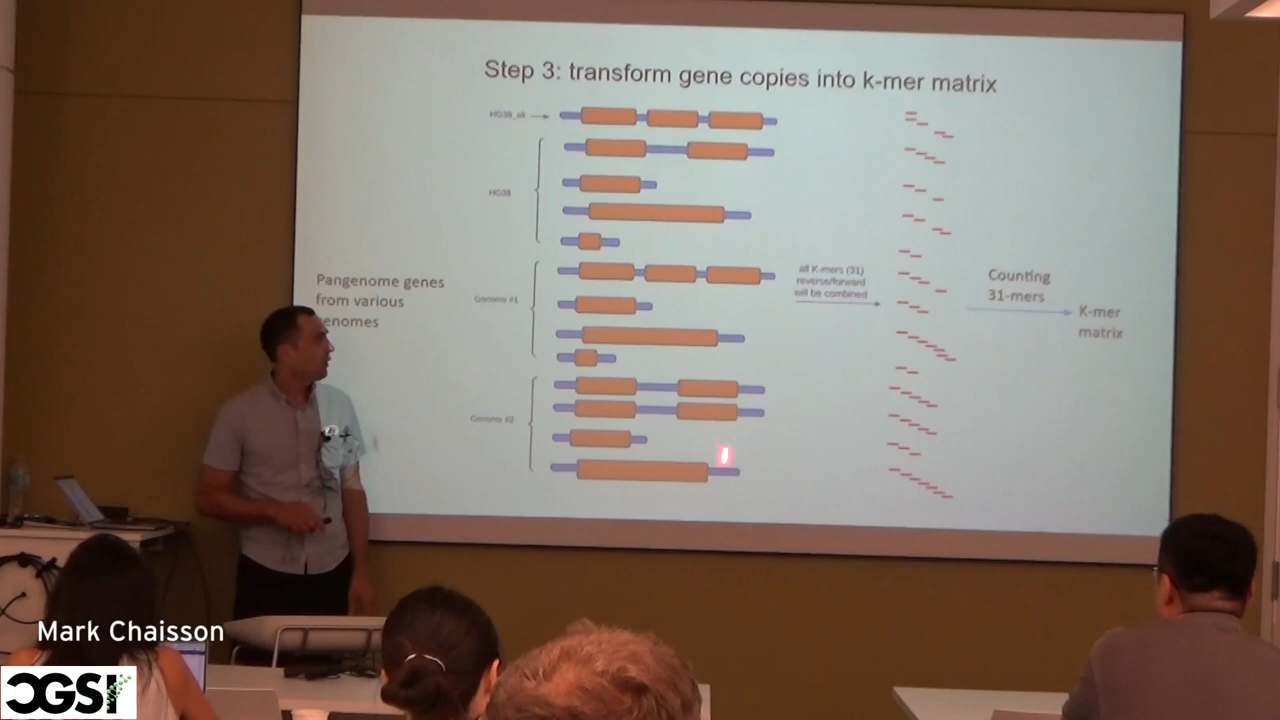 Step 3: transform gene copies into k-mer matrix
HG38_alt
HG38
Pangenome genes
from various
enomes
Genome #1
Genome #2
all K-mers (31)
reverse/forward
will be combined
Counting
31-mers
K-mer
matrix
Mark Chaisson
CGSI